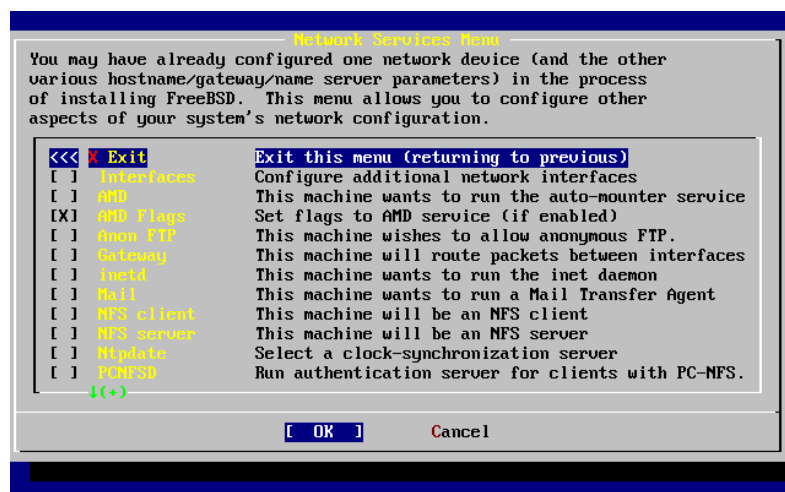 Network Services Menu
You may have already configured one network device (and the other
various hostname/gateway/name server parameters) in the process
of installing FreeBSD.  This menu allows you to configure other
aspects of your system's network configuration.
<<< X Exit Exit this menu (returning to previous)
[ ] Interfaces Configure additional network interfaces
[ ] AMD This machine wants to run the auto-mounter service
[X] AMD Flags Set flags to AMD service (if enabled)
[ ] Anon FTP This machine wishes to allow anonymous FTP.
[ ] Gateway This machine will route packets between interfaces
[ ] inetd This machine wants to run the inet daemon
[ ] Mail This machine wants to run a Mail Transfer Agent
[ ] NFS client This machine will be an NFS client
[ ] NFS server This machine will be an NFS server
[ ] Ntpdate Select a clock-synchronization server
[ ] PCNFSD Run authentication server for clients with PC-NFS.
↓(+)
[ OK ] Cancel